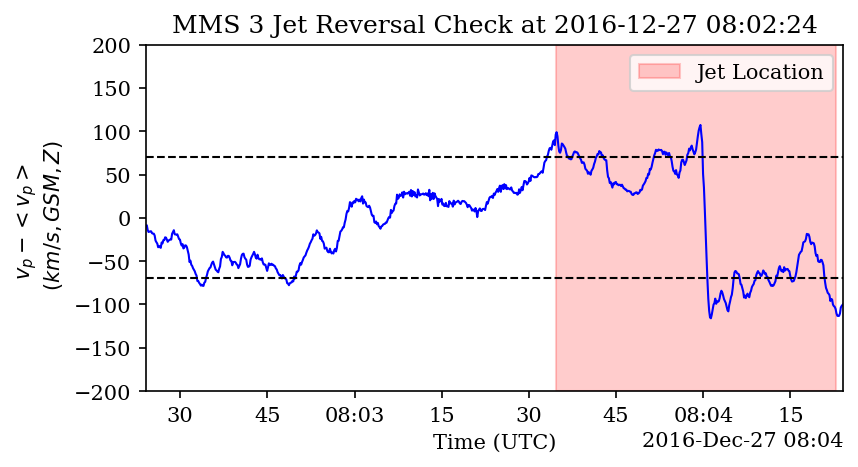 MMS 3 Jet Reversal Check at 2016-12-27 08:02:24
200
150
100
50
0
−50
−100
−150
−200
v_p − < v_p >
(km/s, GSM, Z)
Jet Location
30
45
08:03
15
30
45
08:04
15
Time (UTC)
2016-Dec-27 08:04